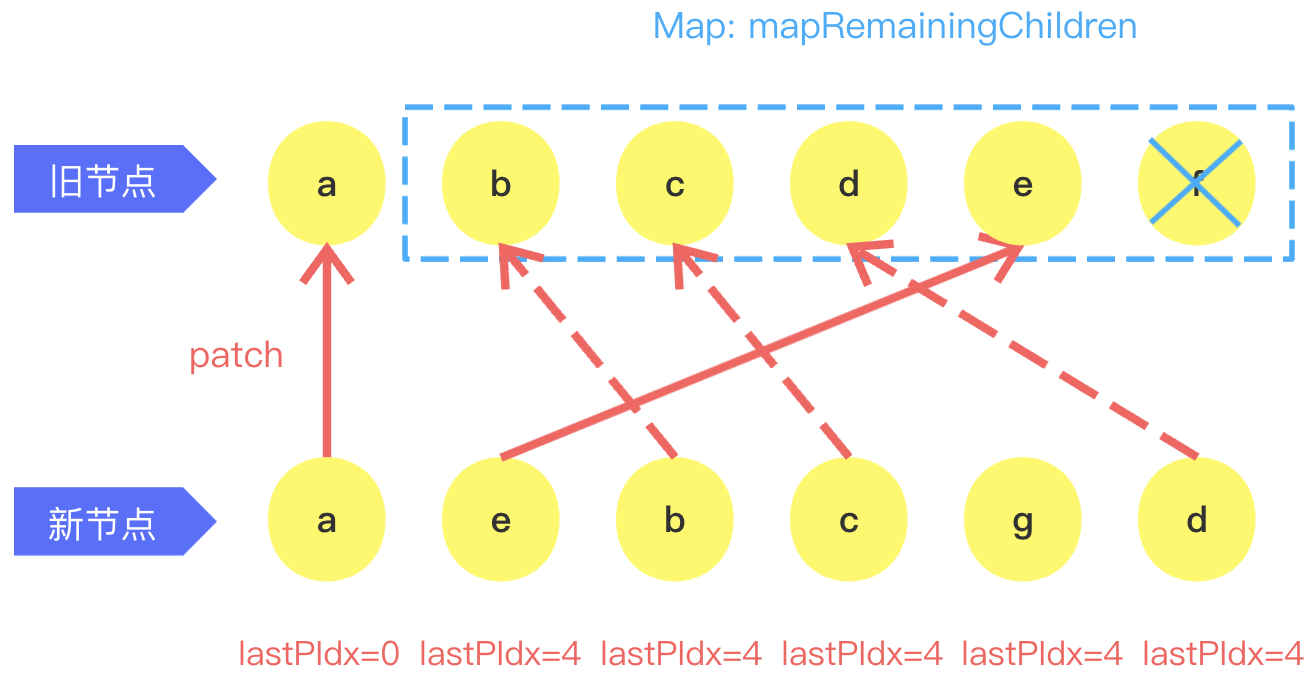 Map: mapRemainingChildren
旧节点 a b c d e f
patch
新节点 a e b c g d
lastPIdx=0 lastPIdx=4 lastPIdx=4 lastPIdx=4 lastPIdx=4 lastPIdx=4